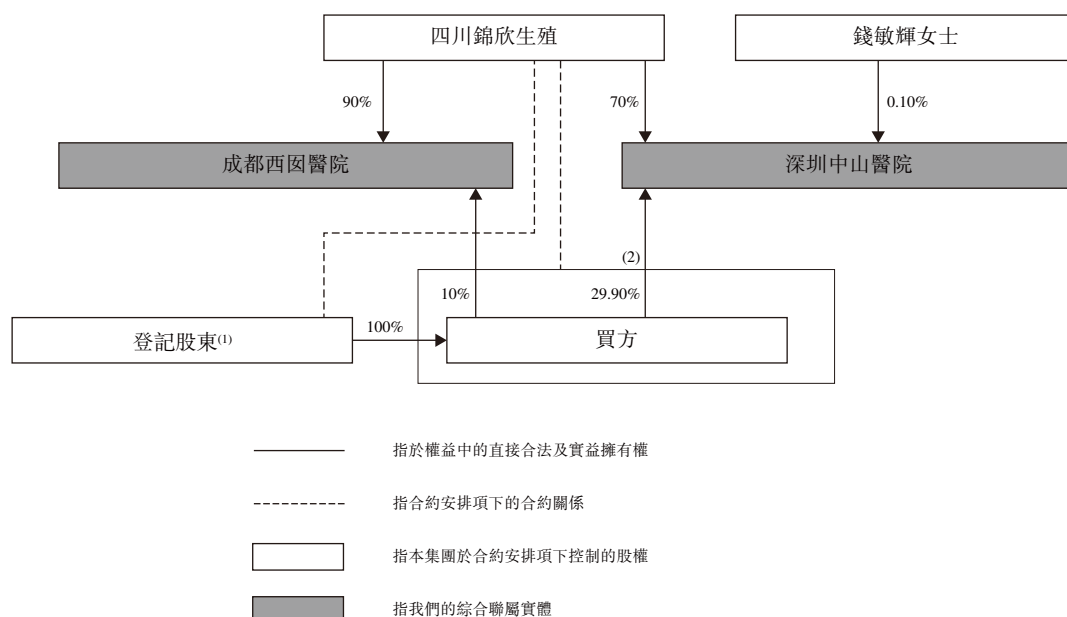 四川錦欣生殖
錢敏輝女士
90%
70%
0.10%
成都西囡醫院
深圳中山醫院
(2)
10%
29.90%
登記股東(1)
100%
買方
指於權益中的直接合法及實益擁有權
指合約安排項下的合約關係
指本集團於合約安排項下控制的股權
指我們的綜合聯屬實體